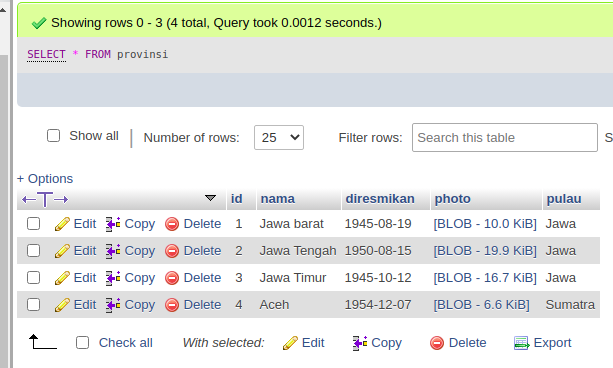 Showing rows 0 - 3 (4 total, Query took 0.0012 seconds.)
SELECT * FROM provinsi
Show all | Number of rows: 25 Filter rows: Search this table S
+ Options
id nama diresmikan photo pulau
Edit Copy Delete 1 Jawa barat 1945-08-19 [BLOB - 10.0 KiB] Jawa
Edit Copy Delete 2 Jawa Tengah 1950-08-15 [BLOB - 19.9 KiB] Jawa
Edit Copy Delete 3 Jawa Timur 1945-10-12 [BLOB - 16.7 KiB] Jawa
Edit Copy Delete 4 Aceh 1954-12-07 [BLOB - 6.6 KiB] Sumatra
Check all With selected: Edit Copy Delete Export